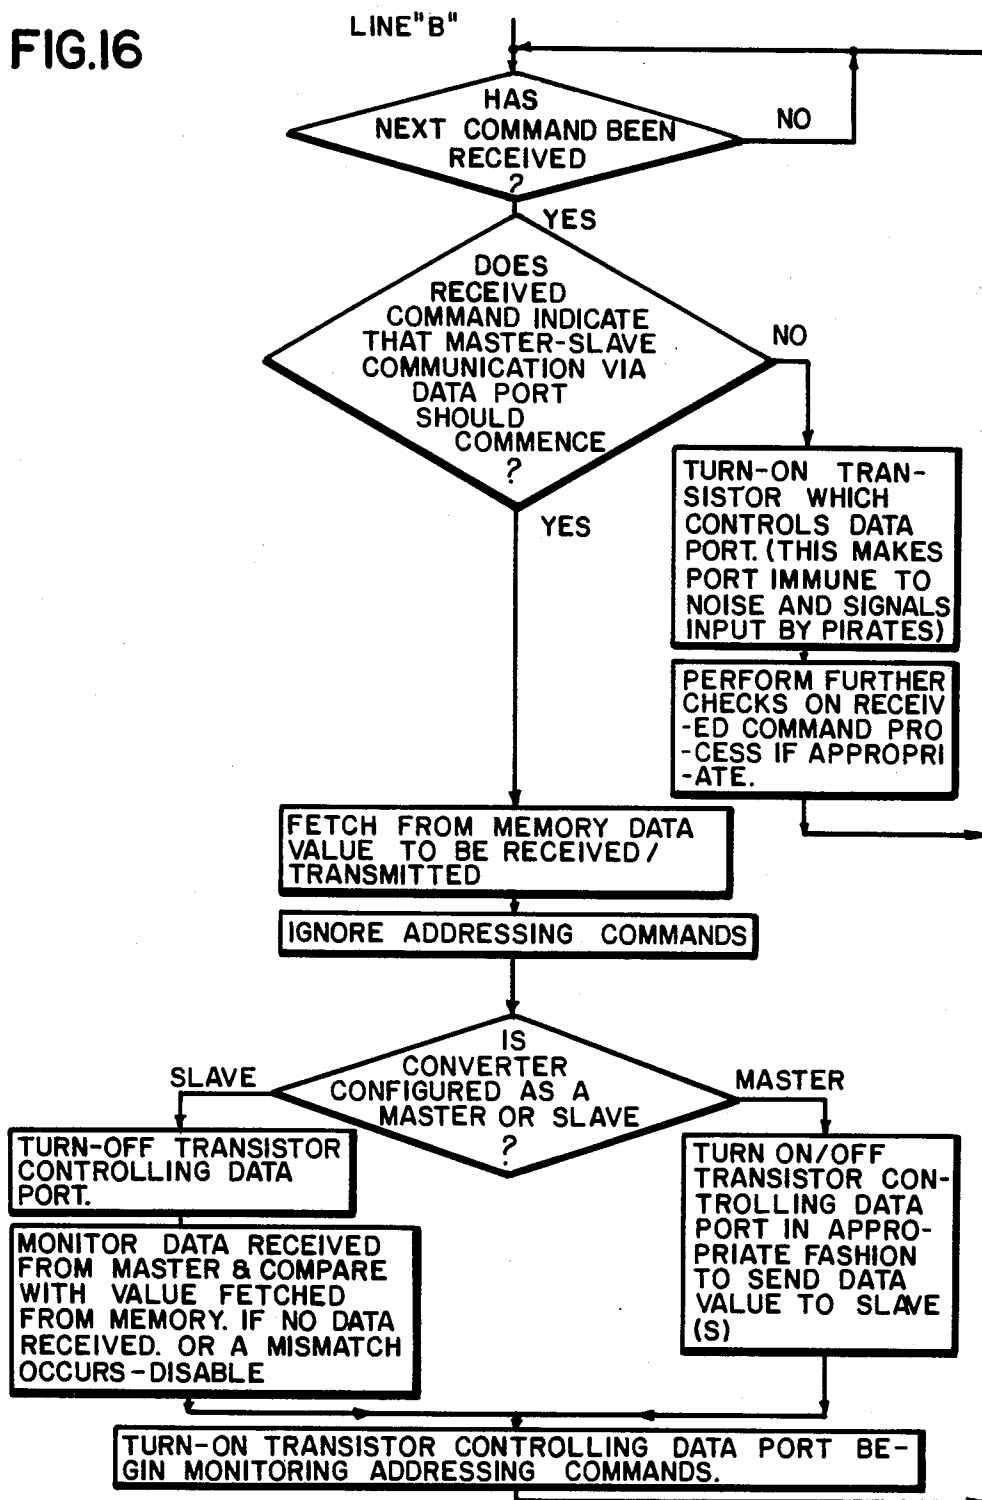 FIG.16
LINE"B"
HAS
NEXT COMMAND BEEN
RECEIVED
?
NO
YES
DOES
RECEIVED
COMMAND INDICATE
THAT MASTER-SLAVE
COMMUNICATION VIA
DATA PORT
SHOULD
COMMENCE
?
NO
YES
TURN-ON TRAN-
SISTOR WHICH
CONTROLS DATA
PORT. (THIS MAKES
PORT IMMUNE TO
NOISE AND SIGNALS
INPUT BY PIRATES)
PERFORM FURTHER
CHECKS ON RECEIV
-ED COMMAND PRO
-CESS IF APPROPRI
-ATE.
FETCH FROM MEMORY DATA
VALUE TO BE RECEIVED/
TRANSMITTED
IGNORE ADDRESSING COMMANDS
IS
CONVERTER
CONFIGURED AS A
MASTER OR SLAVE
?
SLAVE
MASTER
TURN-OFF TRANSISTOR
CONTROLLING DATA
PORT.
MONITOR DATA RECEIVED
FROM MASTER & COMPARE
WITH VALUE FETCHED
FROM MEMORY. IF NO DATA
RECEIVED. OR A MISMATCH
OCCURS-DISABLE
TURN ON/OFF
TRANSISTOR CON-
TROLLING DATA
PORT IN APPRO-
PRIATE FASHION
TO SEND DATA
VALUE TO SLAVE
(S)
TURN-ON TRANSISTOR CONTROLLING DATA PORT BE-
GIN MONITORING ADDRESSING COMMANDS.